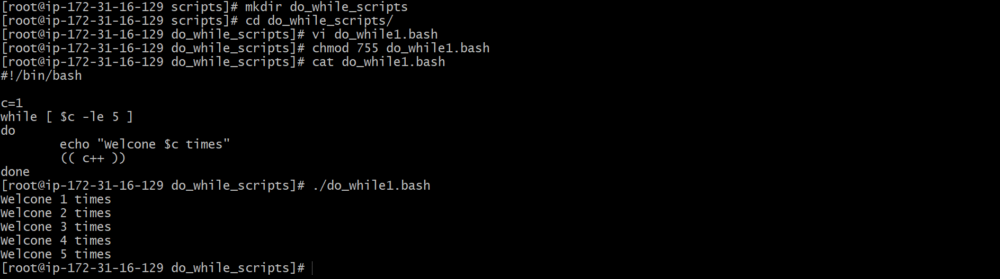 [root@ip-172-31-16-129 scripts]# mkdir do_while_scripts
[root@ip-172-31-16-129 scripts]# cd do_while_scripts/
[root@ip-172-31-16-129 do_while_scripts]# vi do_while1.bash
[root@ip-172-31-16-129 do_while_scripts]# chmod 755 do_while1.bash
[root@ip-172-31-16-129 do_while_scripts]# cat do_while1.bash
#!/bin/bash

c=1
while [ $c -le 5 ]
do
        echo "Welcone $c times"
        (( c++ ))
done
[root@ip-172-31-16-129 do_while_scripts]# ./do_while1.bash
Welcone 1 times
Welcone 2 times
Welcone 3 times
Welcone 4 times
Welcone 5 times
[root@ip-172-31-16-129 do_while_scripts]#